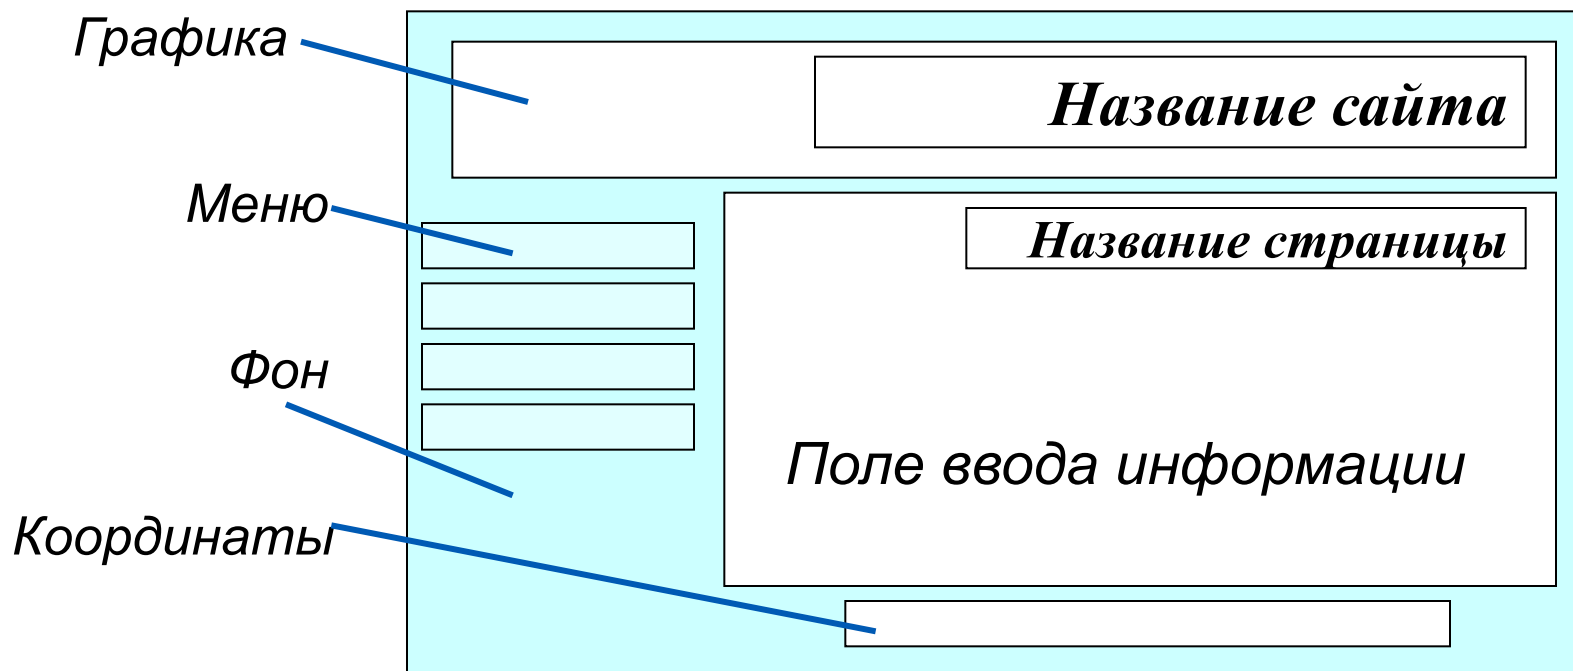 Графика
Название сайта
Меню
Название страницы
Фон
Поле ввода информации
Координаты